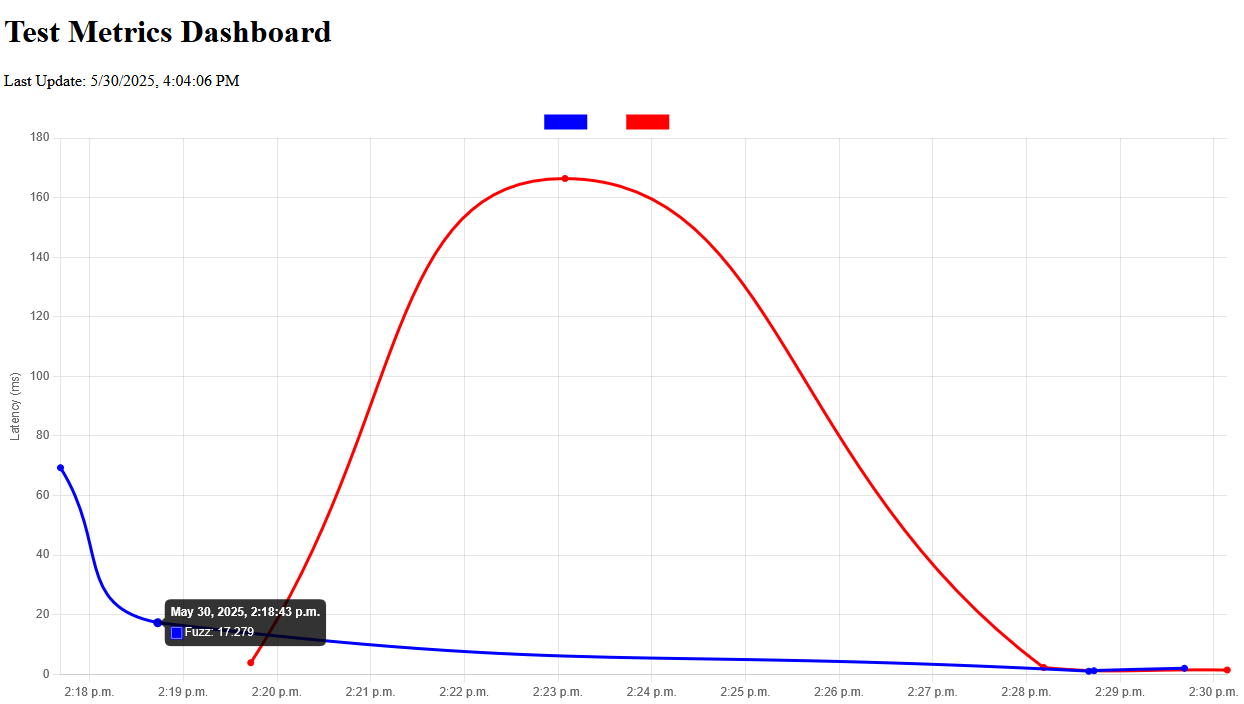 Test Metrics Dashboard
Last Update: 5/30/2025, 4:04:06 PM
180
160
140
120
100
80
60
40
20
0
Latency (ms)
May 30, 2025, 2:18:43 p.m.
Fuzz: 17.279
2:18 p.m. 2:19 p.m. 2:20 p.m. 2:21 p.m. 2:22 p.m. 2:23 p.m. 2:24 p.m. 2:25 p.m. 2:26 p.m. 2:27 p.m. 2:28 p.m. 2:29 p.m. 2:30 p.m.